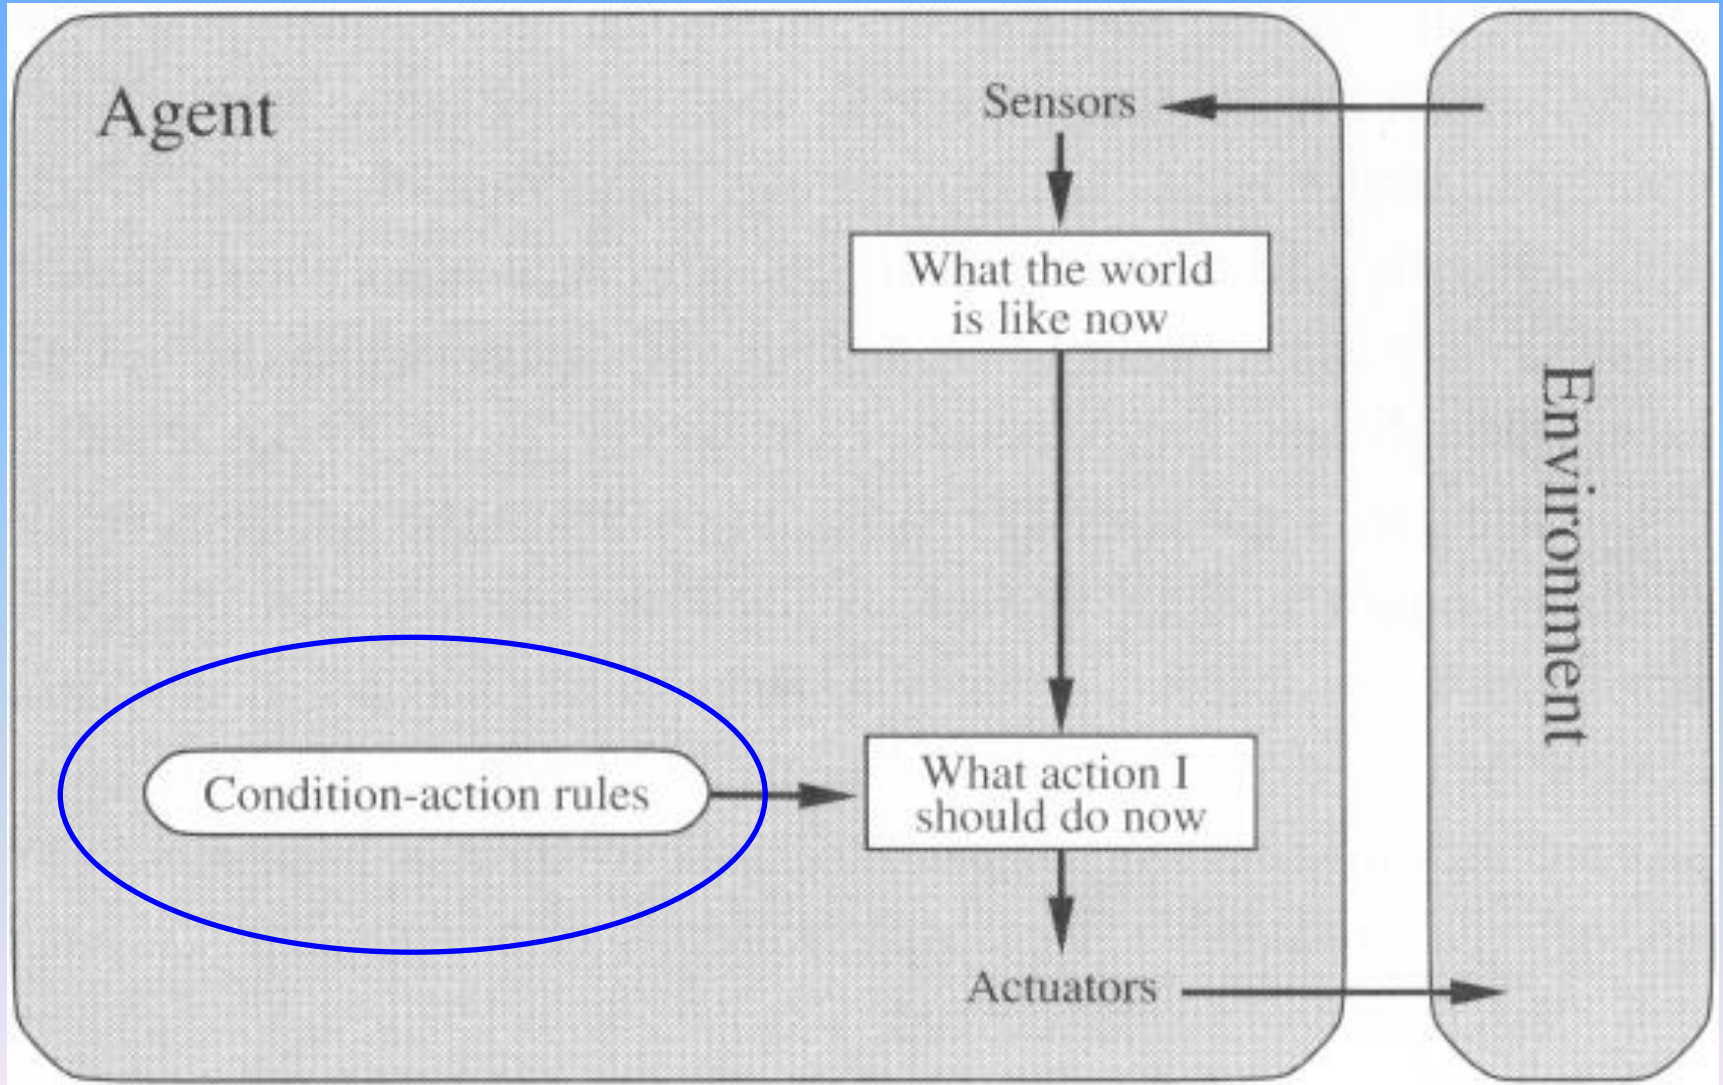 Agent
Sensors
What the world
is like now
Environment
Condition-action rules
What action I
should do now
Actuators